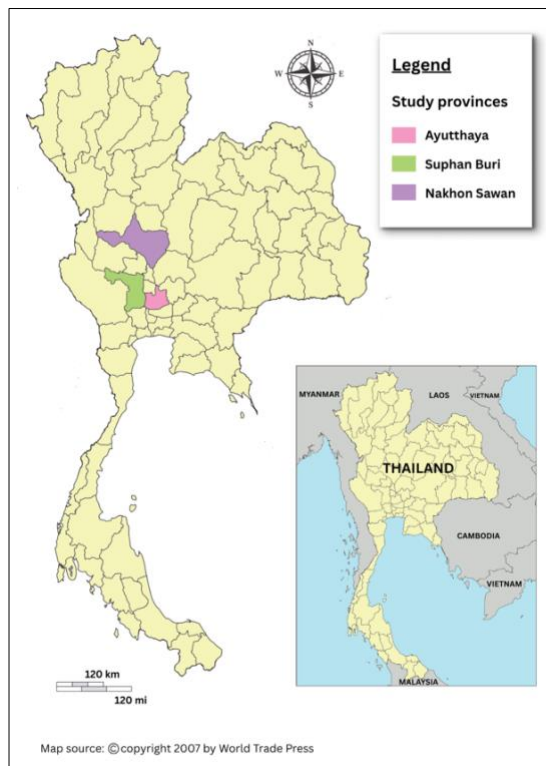 N
W E
S
Legend
Study provinces
Ayutthaya
Suphan Buri
Nakhon Sawan
MYANMAR
LAOS
VIETNAM
THAILAND
CAMBODIA
VIETNAM
MALAYSIA
120 km
120 mi
Map source: ©copyright 2007 by World Trade Press